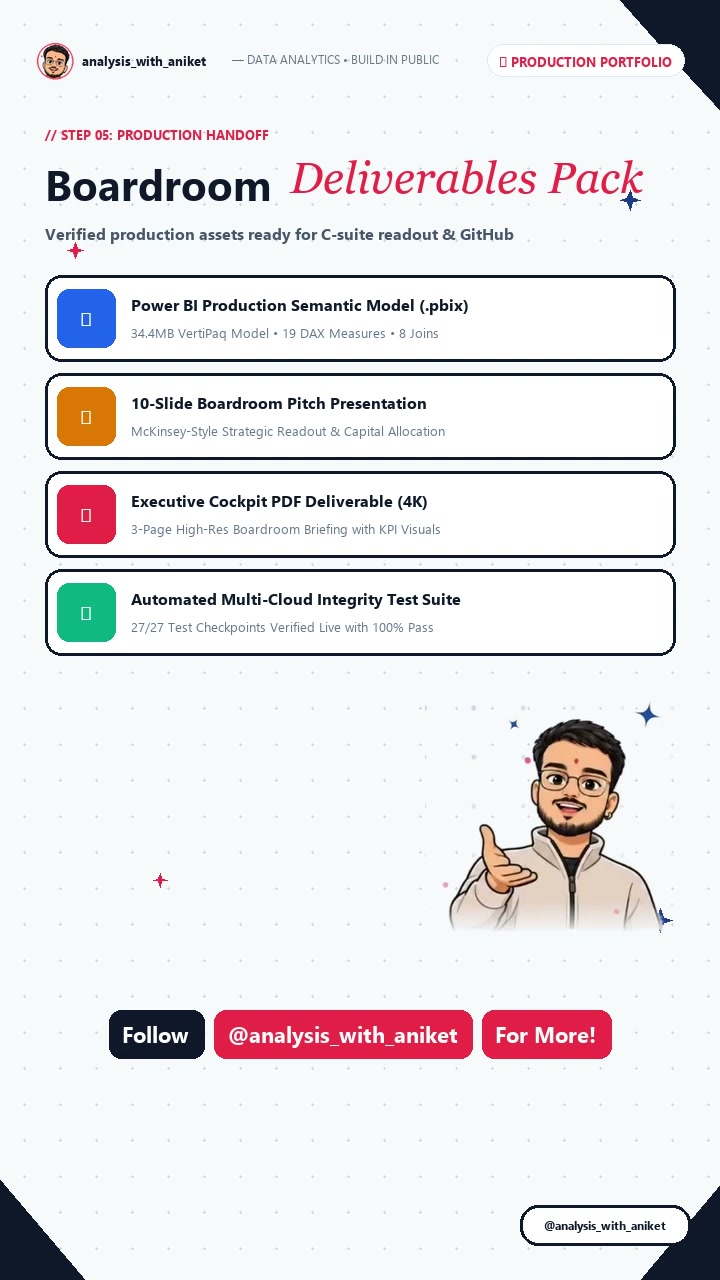 analysis_with_aniket — DATA ANALYTICS • BUILD IN PUBLIC
PRODUCTION PORTFOLIO
// STEP 05: PRODUCTION HANDOFF
Boardroom Deliverables Pack
Verified production assets ready for C-suite readout & GitHub
Power BI Production Semantic Model (.pbix)
34.4MB VertiPaq Model • 19 DAX Measures • 8 Joins
10-Slide Boardroom Pitch Presentation
McKinsey-Style Strategic Readout & Capital Allocation
Executive Cockpit PDF Deliverable (4K)
3-Page High-Res Boardroom Briefing with KPI Visuals
Automated Multi-Cloud Integrity Test Suite
27/27 Test Checkpoints Verified Live with 100% Pass
Follow @analysis_with_aniket For More!
@analysis_with_aniket